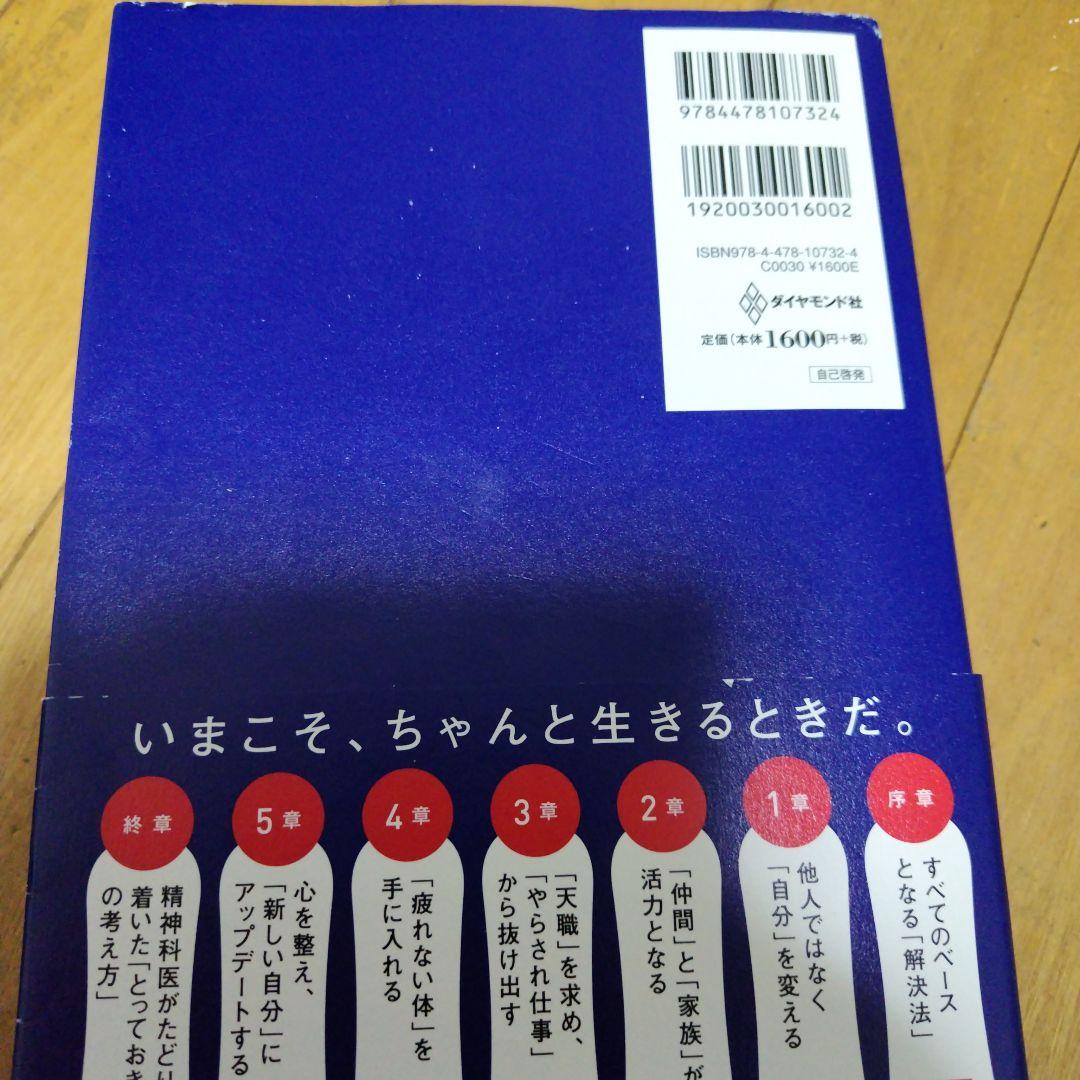 9784478107324
1920030016002
ISBN978-4-478-10732-4
C0030 ¥1600E
ダイヤモンド社
定価(本体1600円+税)
自己啓発
いまこそ、ちゃんと生きるときだ。
序章
すべてのベース
となる「解決法」
1章
他人ではなく
「自分」を変える
2章
「仲間」と「家族」が
活力となる
3章
「天職」を求め、
「やらされ仕事」
から抜け出す
4章
「疲れない体」を
手に入れる
5章
心を整え、
「新しい自分」に
アップデートする
終章
精神科医がたどり
着いた「とっておき
の考え方」